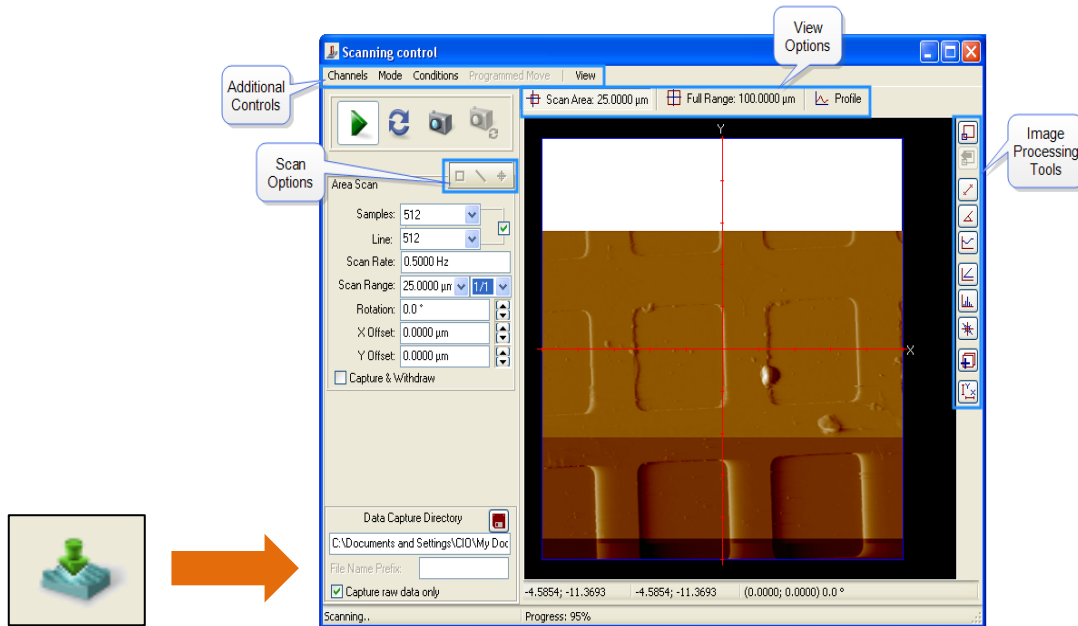 View
Options
Scanning control
Channels Mode Conditions Programmed Move View
Additional
Controls
Scan Area: 25.0000 µm Full Range: 100.0000 µm Profile
Y
Image
Processing
Tools
Scan
Options
Area Scan
Samples: 512
Line: 512
Scan Rate: 0.5000 Hz
Scan Range: 25.0000 µm 1/1
Rotation: 0.0 °
X Offset: 0.0000 µm
X
Y Offset: 0.0000 µm
Capture & Withdraw
Data Capture Directory
C:\Documents and Settings\CIO\My Doc
File Name Prefix:
Capture raw data only
-4.5854; -11.3693 -4.5854; -11.3693 (0.0000; 0.0000) 0.0 °
Scanning.. Progress: 95%